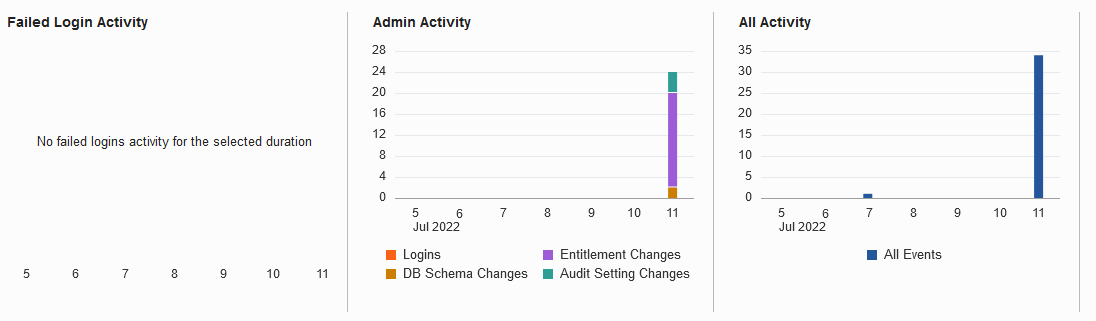 Failed Login Activity
No failed logins activity for the selected duration
5 6 7 8 9 10 11
Admin Activity
28
24
20
16
12
8
4
0
5 6 7 8 9 10 11
Jul 2022
Logins Entitlement Changes
DB Schema Changes Audit Setting Changes
All Activity
35
30
25
20
15
10
5
0
5 6 7 8 9 10 11
Jul 2022
All Events